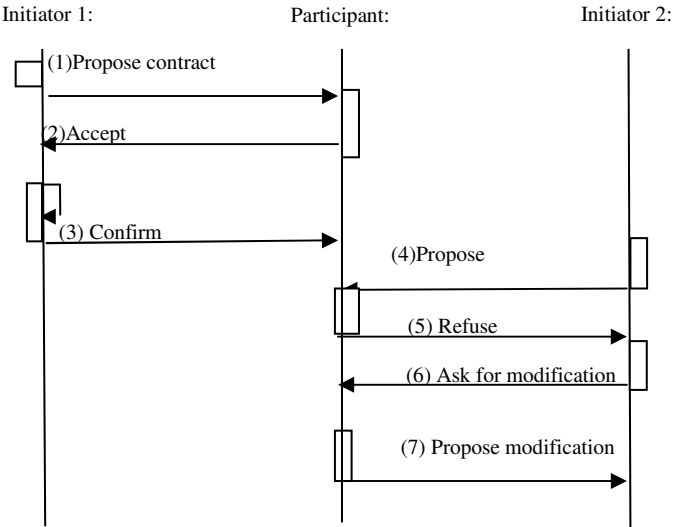 Initiator 1:
Participant:
Initiator 2:
(1)Propose contract
(2)Accept
(3) Confirm
(4)Propose
(5) Refuse
(6) Ask for modification
(7) Propose modification